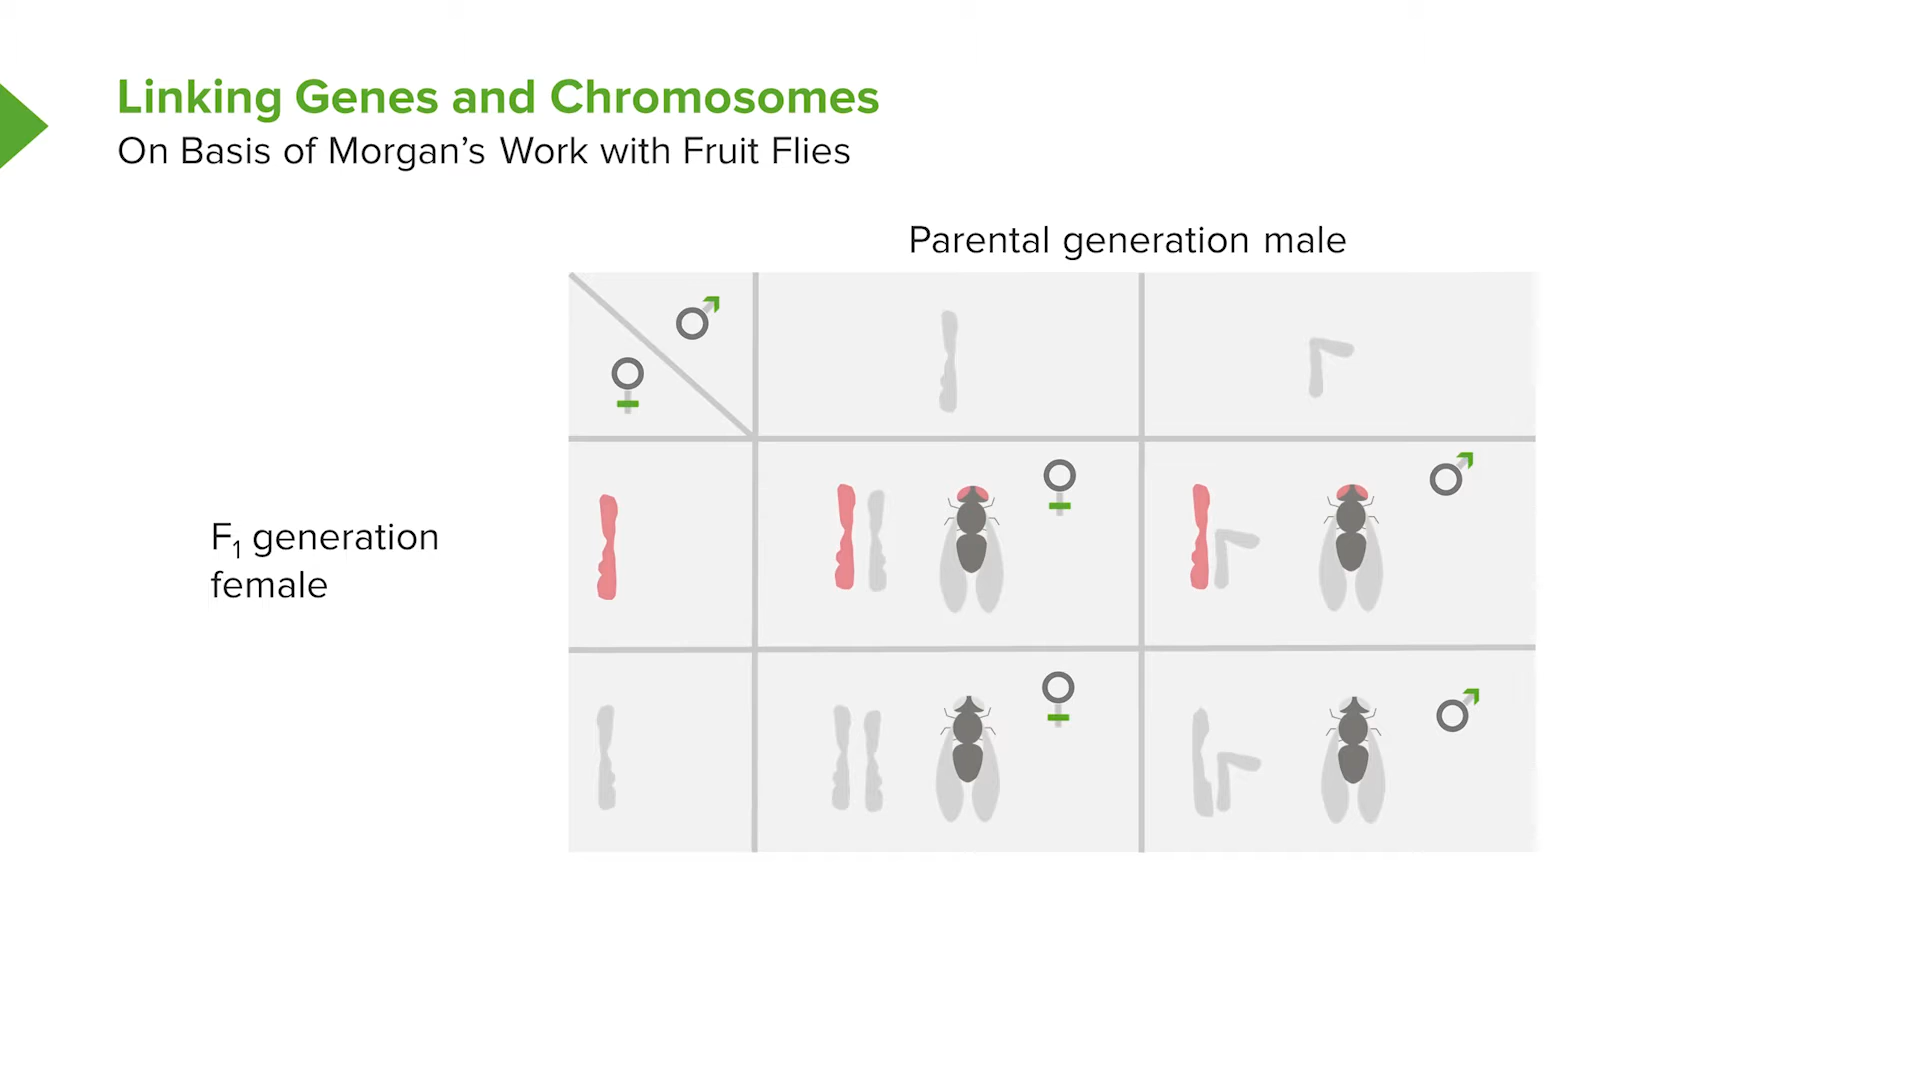 Linking Genes and Chromosomes
On Basis of Morgan’s Work with Fruit Flies
Parental generation male
F₁ generation
female